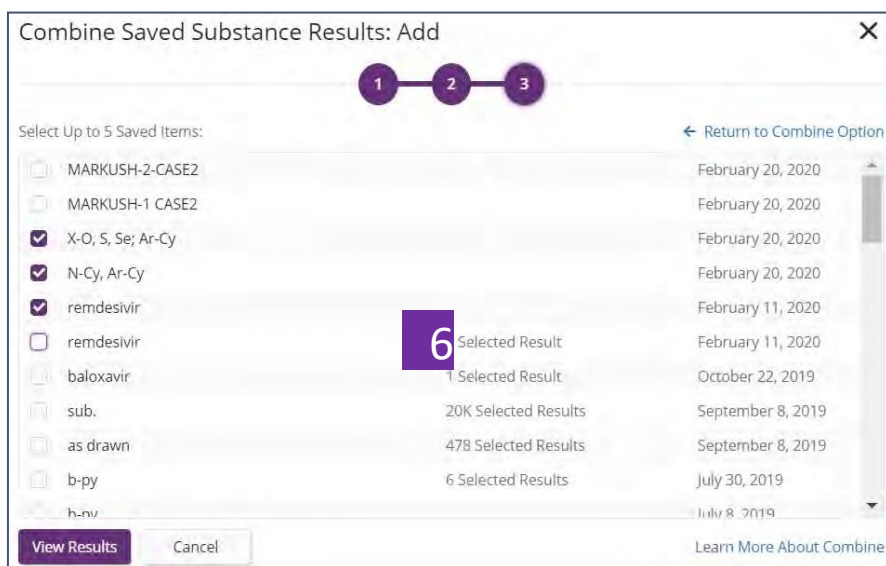 Combine Saved Substance Results: Add
1 2 3
Select Up to 5 Saved Items: Return to Combine Option
MARKUSH-2-CASE2 February 20, 2020
MARKUSH-1 CASE2 February 20, 2020
X-O, S, Se; Ar-Cy February 20, 2020
N-Cy, Ar-Cy February 20, 2020
remdesivir February 11, 2020
remdesivir 6 Selected Result February 11, 2020
baloxavir 1 Selected Result October 22, 2019
sub. 20K Selected Results September 8, 2019
as drawn 478 Selected Results September 8, 2019
b-py 6 Selected Results July 30, 2019
b-py July 8, 2019
View Results Cancel Learn More About Combine